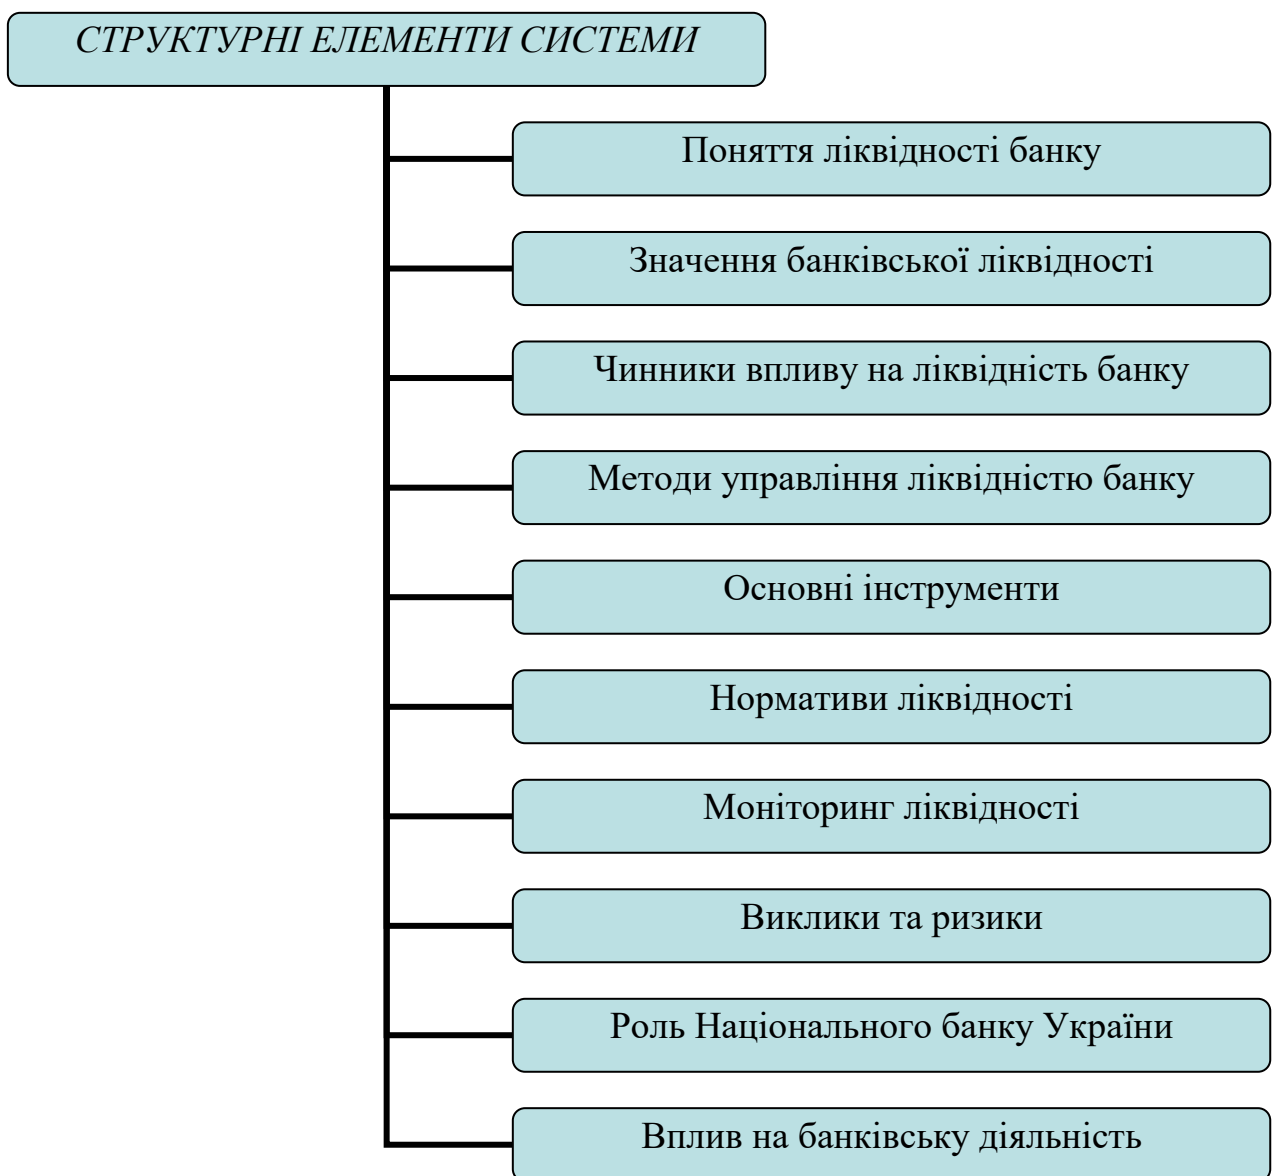 СТРУКТУРНІ ЕЛЕМЕНТИ СИСТЕМИ
Поняття ліквідності банку
Значення банківської ліквідності
Чинники впливу на ліквідність банку
Методи управління ліквідністю банку
Основні інструменти
Нормативи ліквідності
Моніторинг ліквідності
Виклики та ризики
Роль Національного банку України
Вплив на банківську діяльність